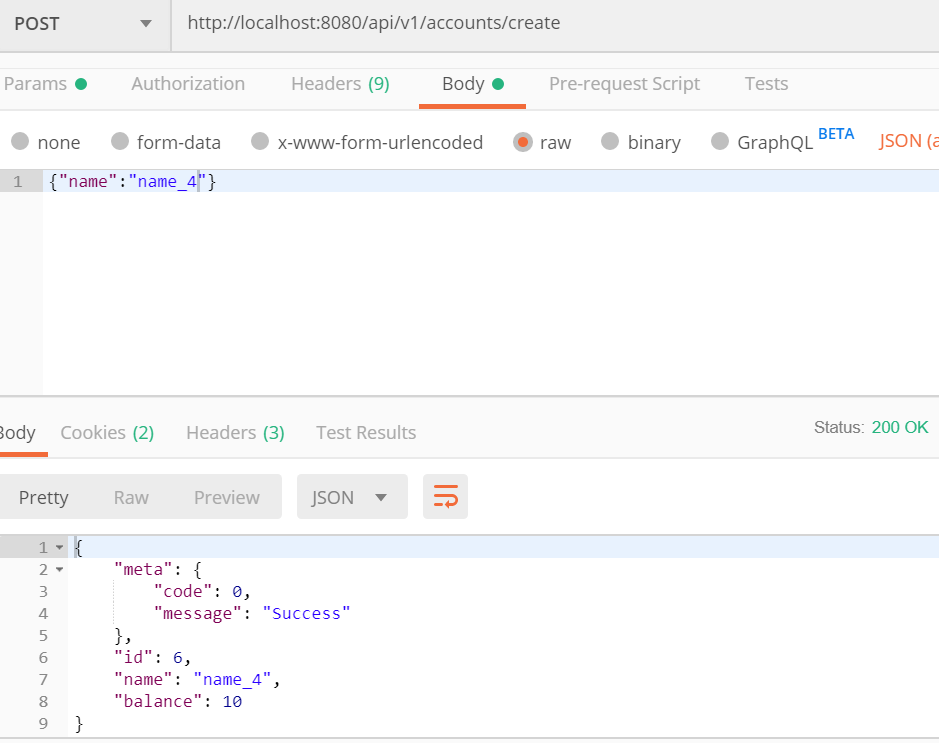 POST http://localhost:8080/api/v1/accounts/create
Params Authorization Headers (9) Body Pre-request Script Tests
none form-data x-www-form-urlencoded raw binary GraphQL BETA JSON (a
1 {"name":"name_4"}
Body Cookies (2) Headers (3) Test Results Status: 200 OK
Pretty Raw Preview JSON
1 {
2 "meta": {
3 "code": 0,
4 "message": "Success"
5 },
6 "id": 6,
7 "name": "name_4",
8 "balance": 10
9 }